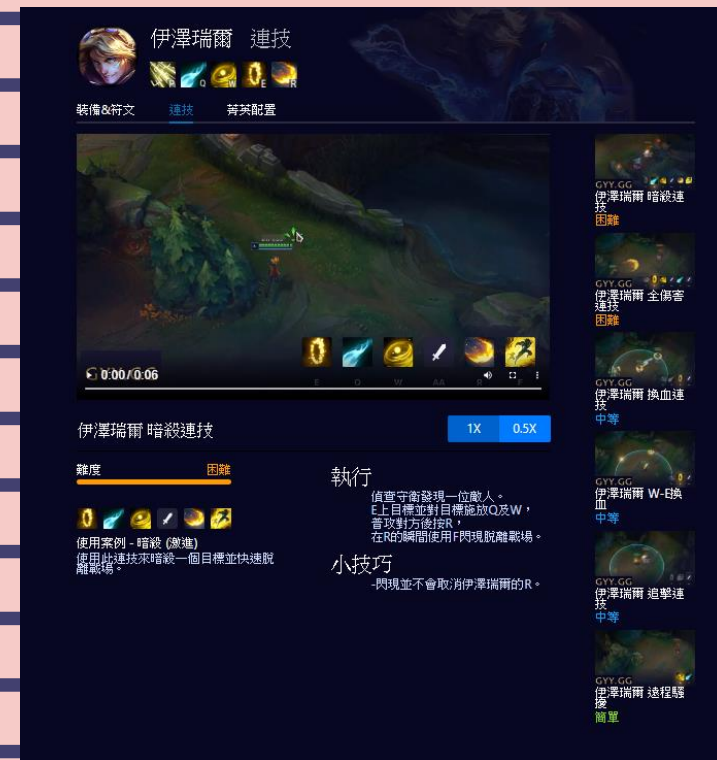 伊澤瑞爾 連技
P Q W E R
裝備&符文 連技 菁英配置
0:00 / 0:06
E Q W AA R F
伊澤瑞爾 暗殺連技
1X 0.5X
難度 困難
使用案例 - 暗殺 (激進)
使用此連技來暗殺一個目標並快速脫
離戰場。
執行
偵查守衛發現一位敵人。
E上目標並對目標施放Q及W，
普攻對方後按R，
在R的瞬間使用F閃現脫離戰場。
小技巧
-閃現並不會取消伊澤瑞爾的R。
GYY.GG
伊澤瑞爾 暗殺連
技
困難
GYY.GG
伊澤瑞爾 全傷害
連技
困難
GYY.GG
伊澤瑞爾 換血連
技
中等
GYY.GG
伊澤瑞爾 W-E換
血
中等
GYY.GG
伊澤瑞爾 追擊連
技
中等
GYY.GG
伊澤瑞爾 遠程騷
擾
簡單